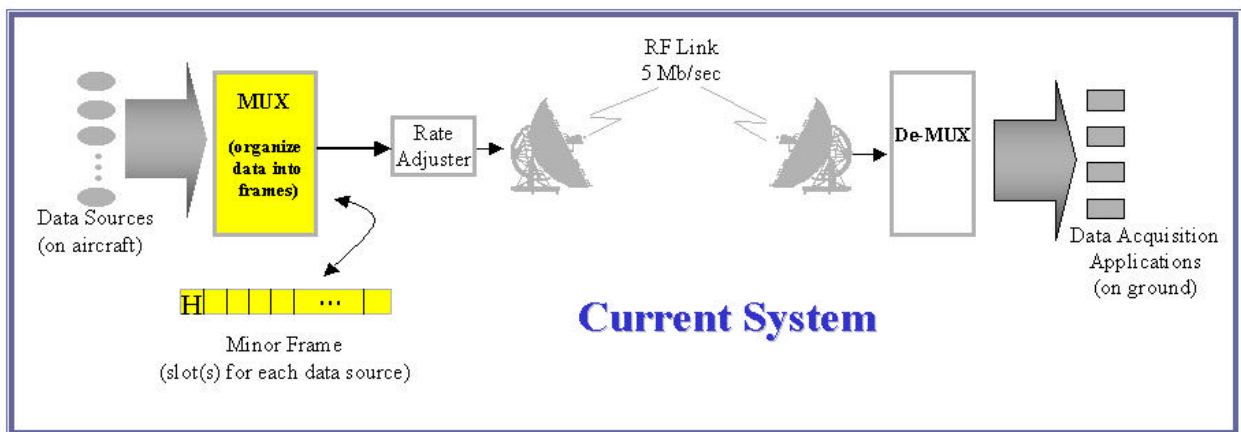 RF Link
5 Mb/sec
MUX
(organize
data into
frames)
Rate
Adjuster
De-MUX
Data Sources
(on aircraft)
Data Acquisition
Applications
(on ground)
H
...
Minor Frame
(slot(s) for each data source)
Current System